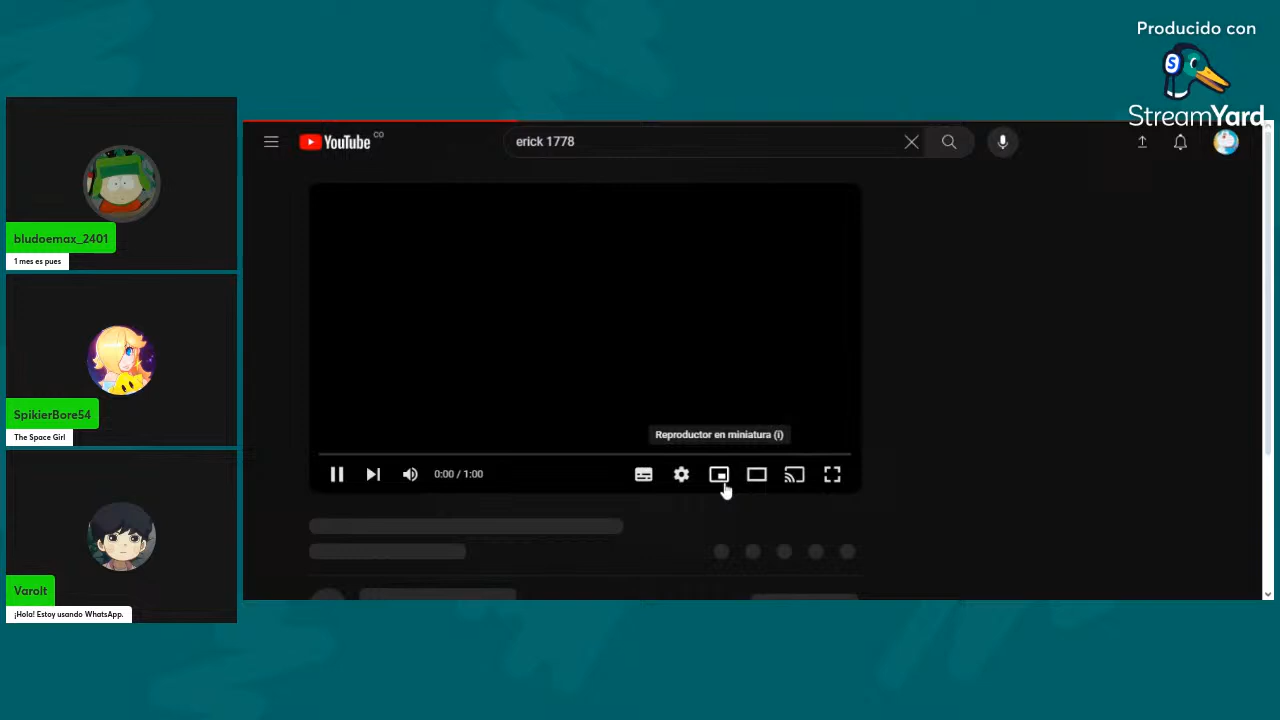 Producido con
S
StreamYard
YouTube CO
erick 1778
bludoemax_2401
1 mes es pues
SpikierBore54
The Space Girl
Reproductor en miniatura (i)
0:00 / 1:00
Varolt
¡Hola! Estoy usando WhatsApp.